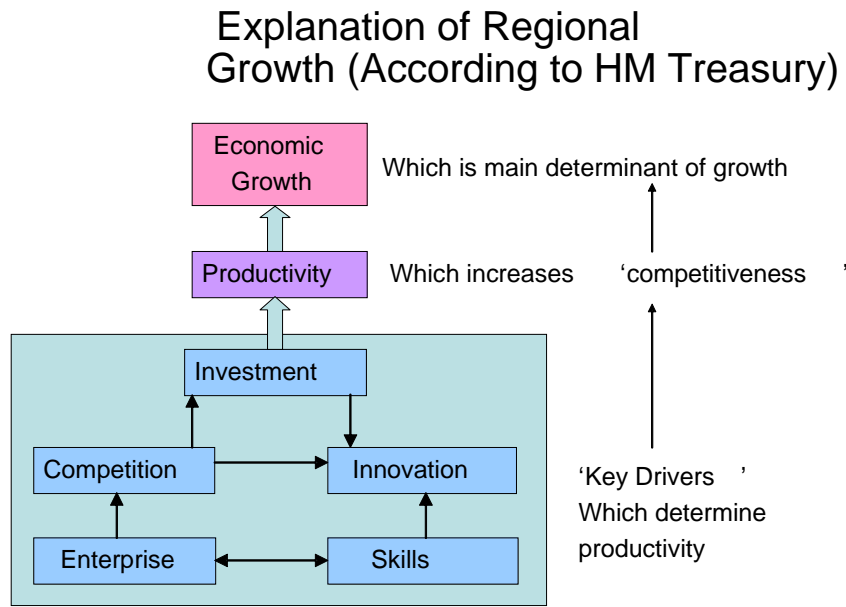 Explanation of Regional
Growth (According to HM Treasury)
Economic
Growth
Which is main determinant of growth
Productivity
Which increases ‘competitiveness ’
Investment
Competition
Innovation
‘Key Drivers ’
Which determine
productivity
Enterprise
Skills